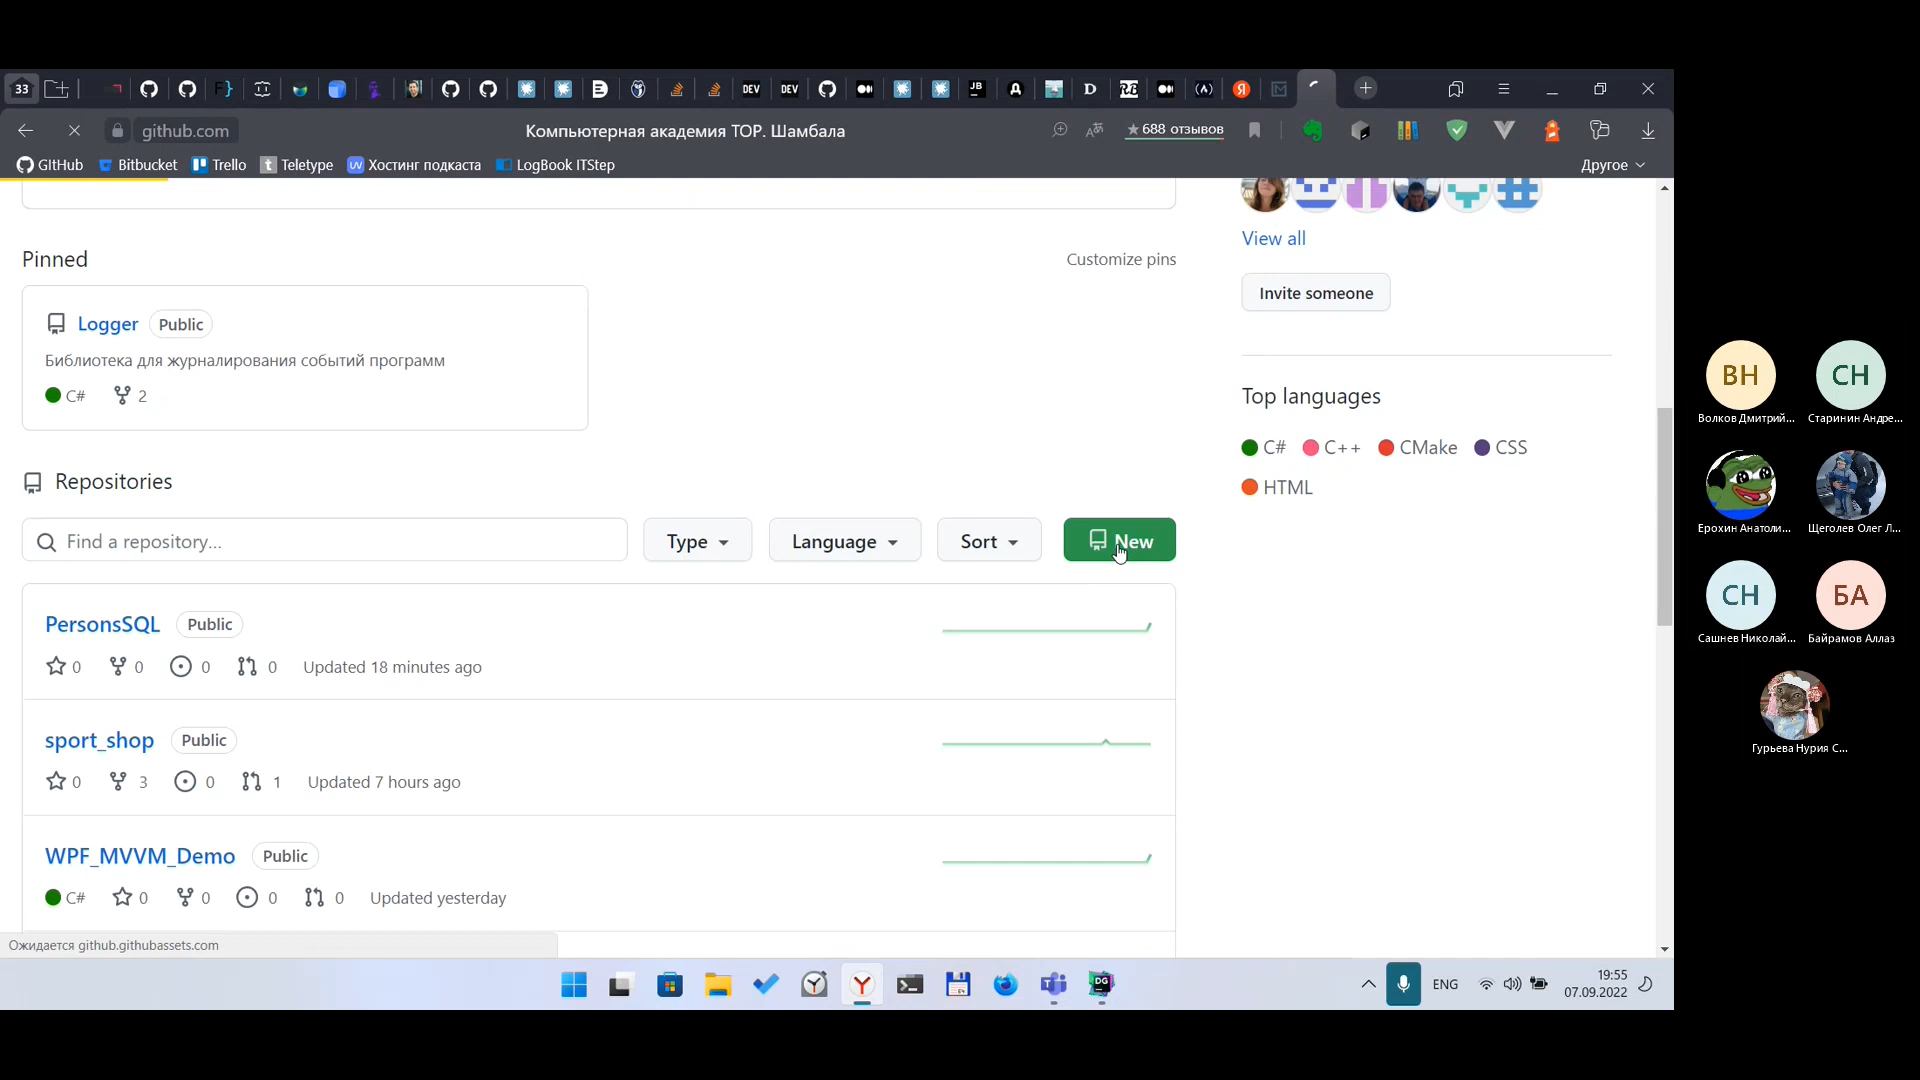 33
DEV
DEV
JB
D
Я
github.com
Компьютерная академия TOP. Шамбала
★ 688 отзывов
GItHub
Bitbucket
Trello
Teletype
Хостинг подкаста
LogBook ITStep
Другое
Pinned
Customize pins
View all
Invite someone
Logger Public
Библиотека для журналирования событий программ
C# 2
Top languages
C# C++ CMake CSS
HTML
Repositories
Find a repository...
Type
Language
Sort
New
PersonsSQL Public
0 0 0 0 Updated 18 minutes ago
sport_shop Public
0 3 0 1 Updated 7 hours ago
WPF_MVVM_Demo Public
C# 0 0 0 0 Updated yesterday
Ожидается github.githubassets.com
ENG
19:55
07.09.2022
ВН
СН
Волков Дмитрий...
Старинин Андре...
Ерохин Анатоли...
Щеголев Олег Л...
СН
БА
Сашнев Николай...
Байрамов Аллаз
Гурьева Нурия С...